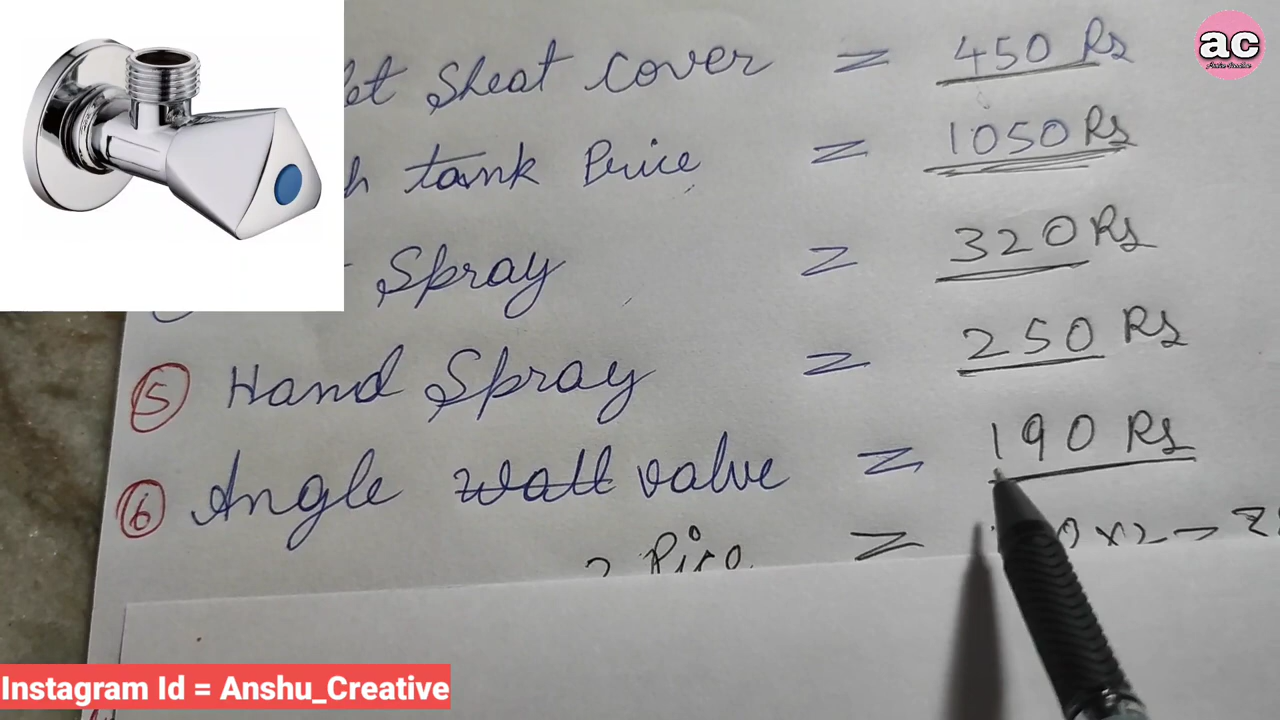 ac
Sheat Cover = 450 Rs
tank Price = 1050 Rs
Spray = 320 Rs
5 Hand Spray = 250 Rs
6 Angle wall valve = 190 Rs
=
Instagram Id = Anshu_Creative